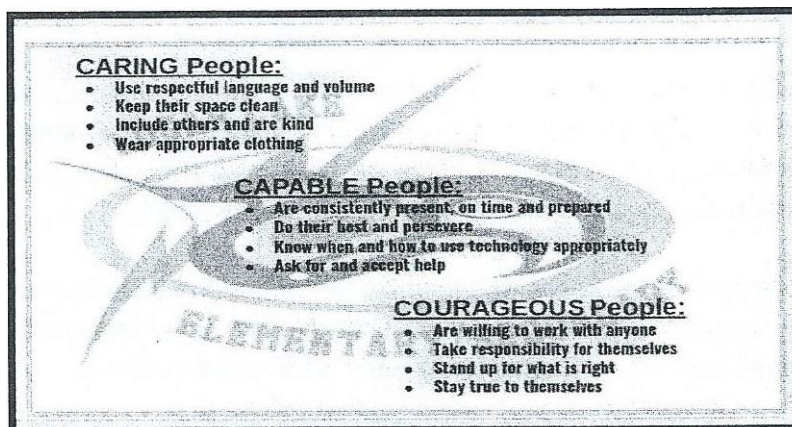 CARING People:
• Use respectful language and volume
• Keep their space clean
• Include others and are kind
• Wear appropriate clothing
CAPABLE People:
• Are consistently present, on time and prepared
• Do their best and persevere
• Know when and how to use technology appropriately
• Ask for and accept help
COURAGEOUS People:
• Are willing to work with anyone
• Take responsibility for themselves
• Stand up for what is right
• Stay true to themselves
ELEMENTARY